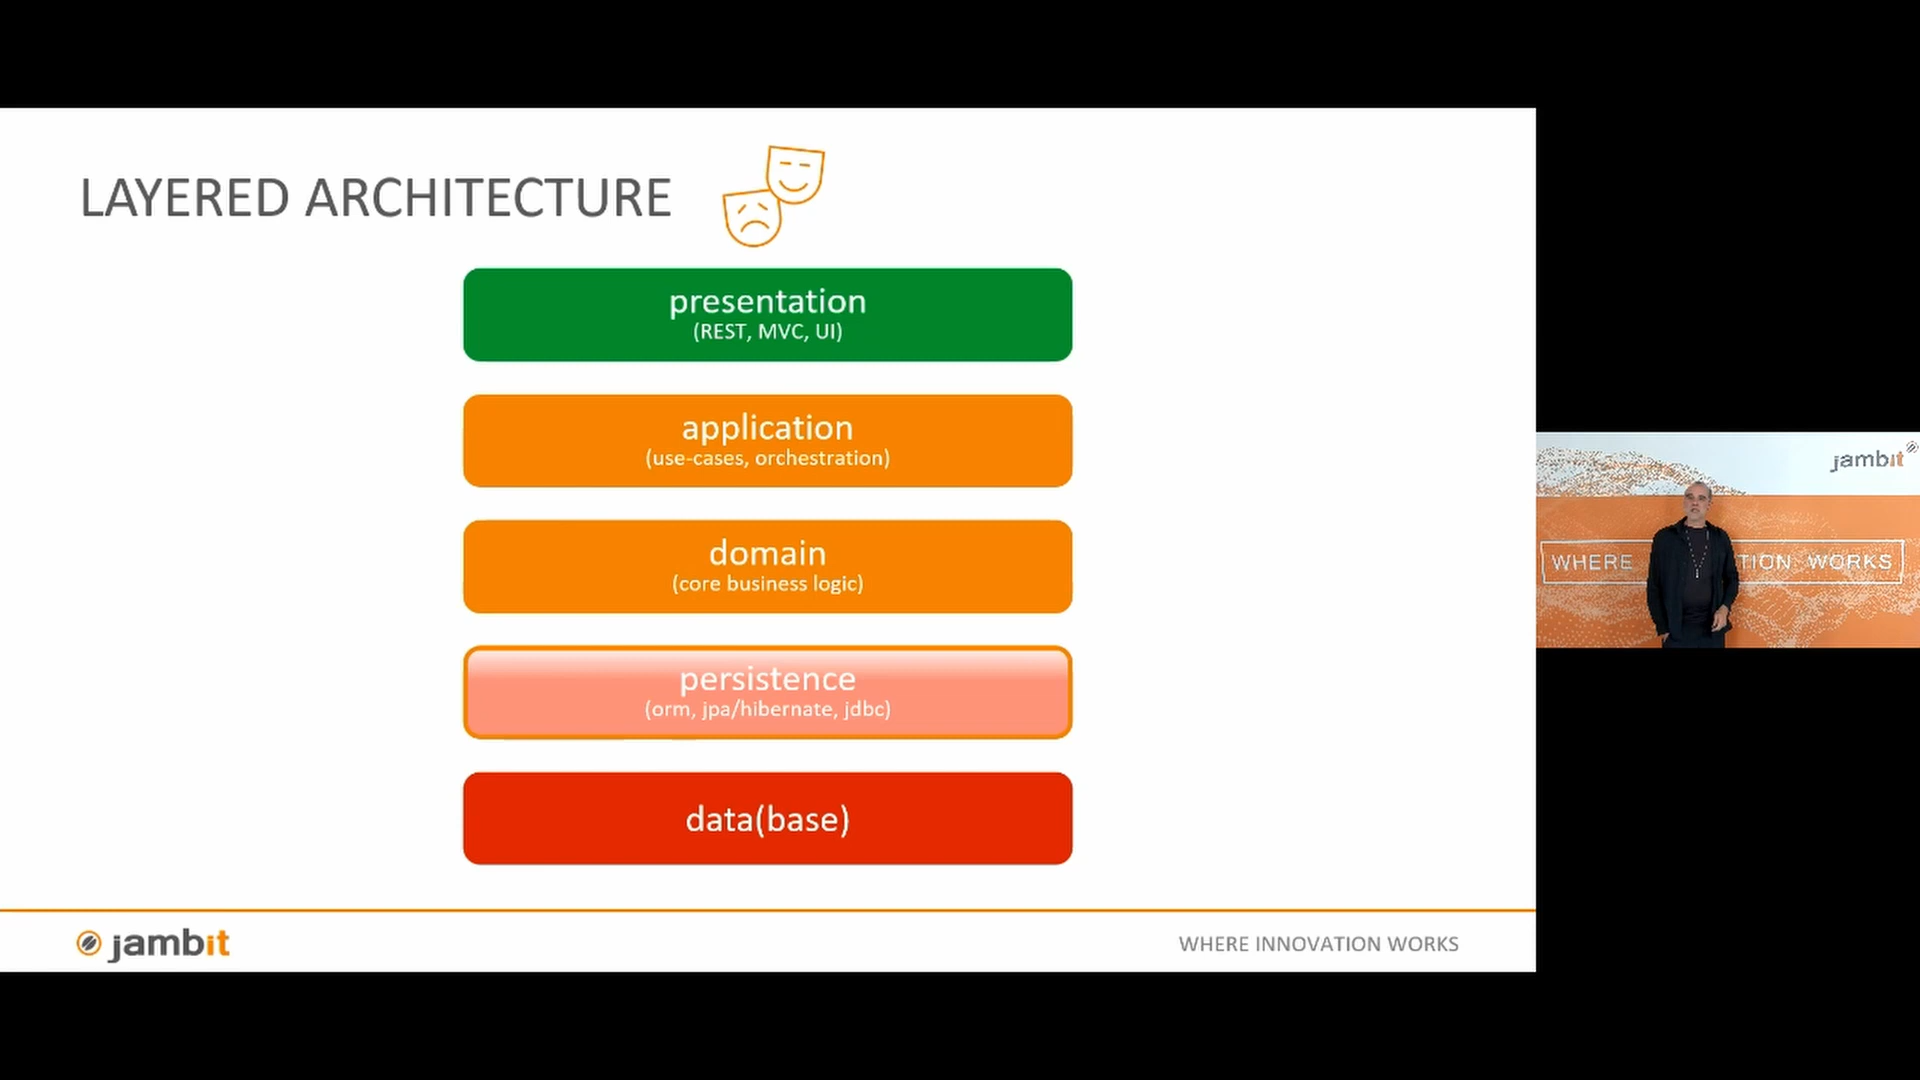 LAYERED ARCHITECTURE
presentation
(REST, MVC, UI)
application
(use-cases, orchestration)
domain
(core business logic)
persistence
(orm, jpa/hibernate, jdbc)
data(base)
jambit
WHERE INNOVATION WORKS
jambit
WHERE TION WORKS